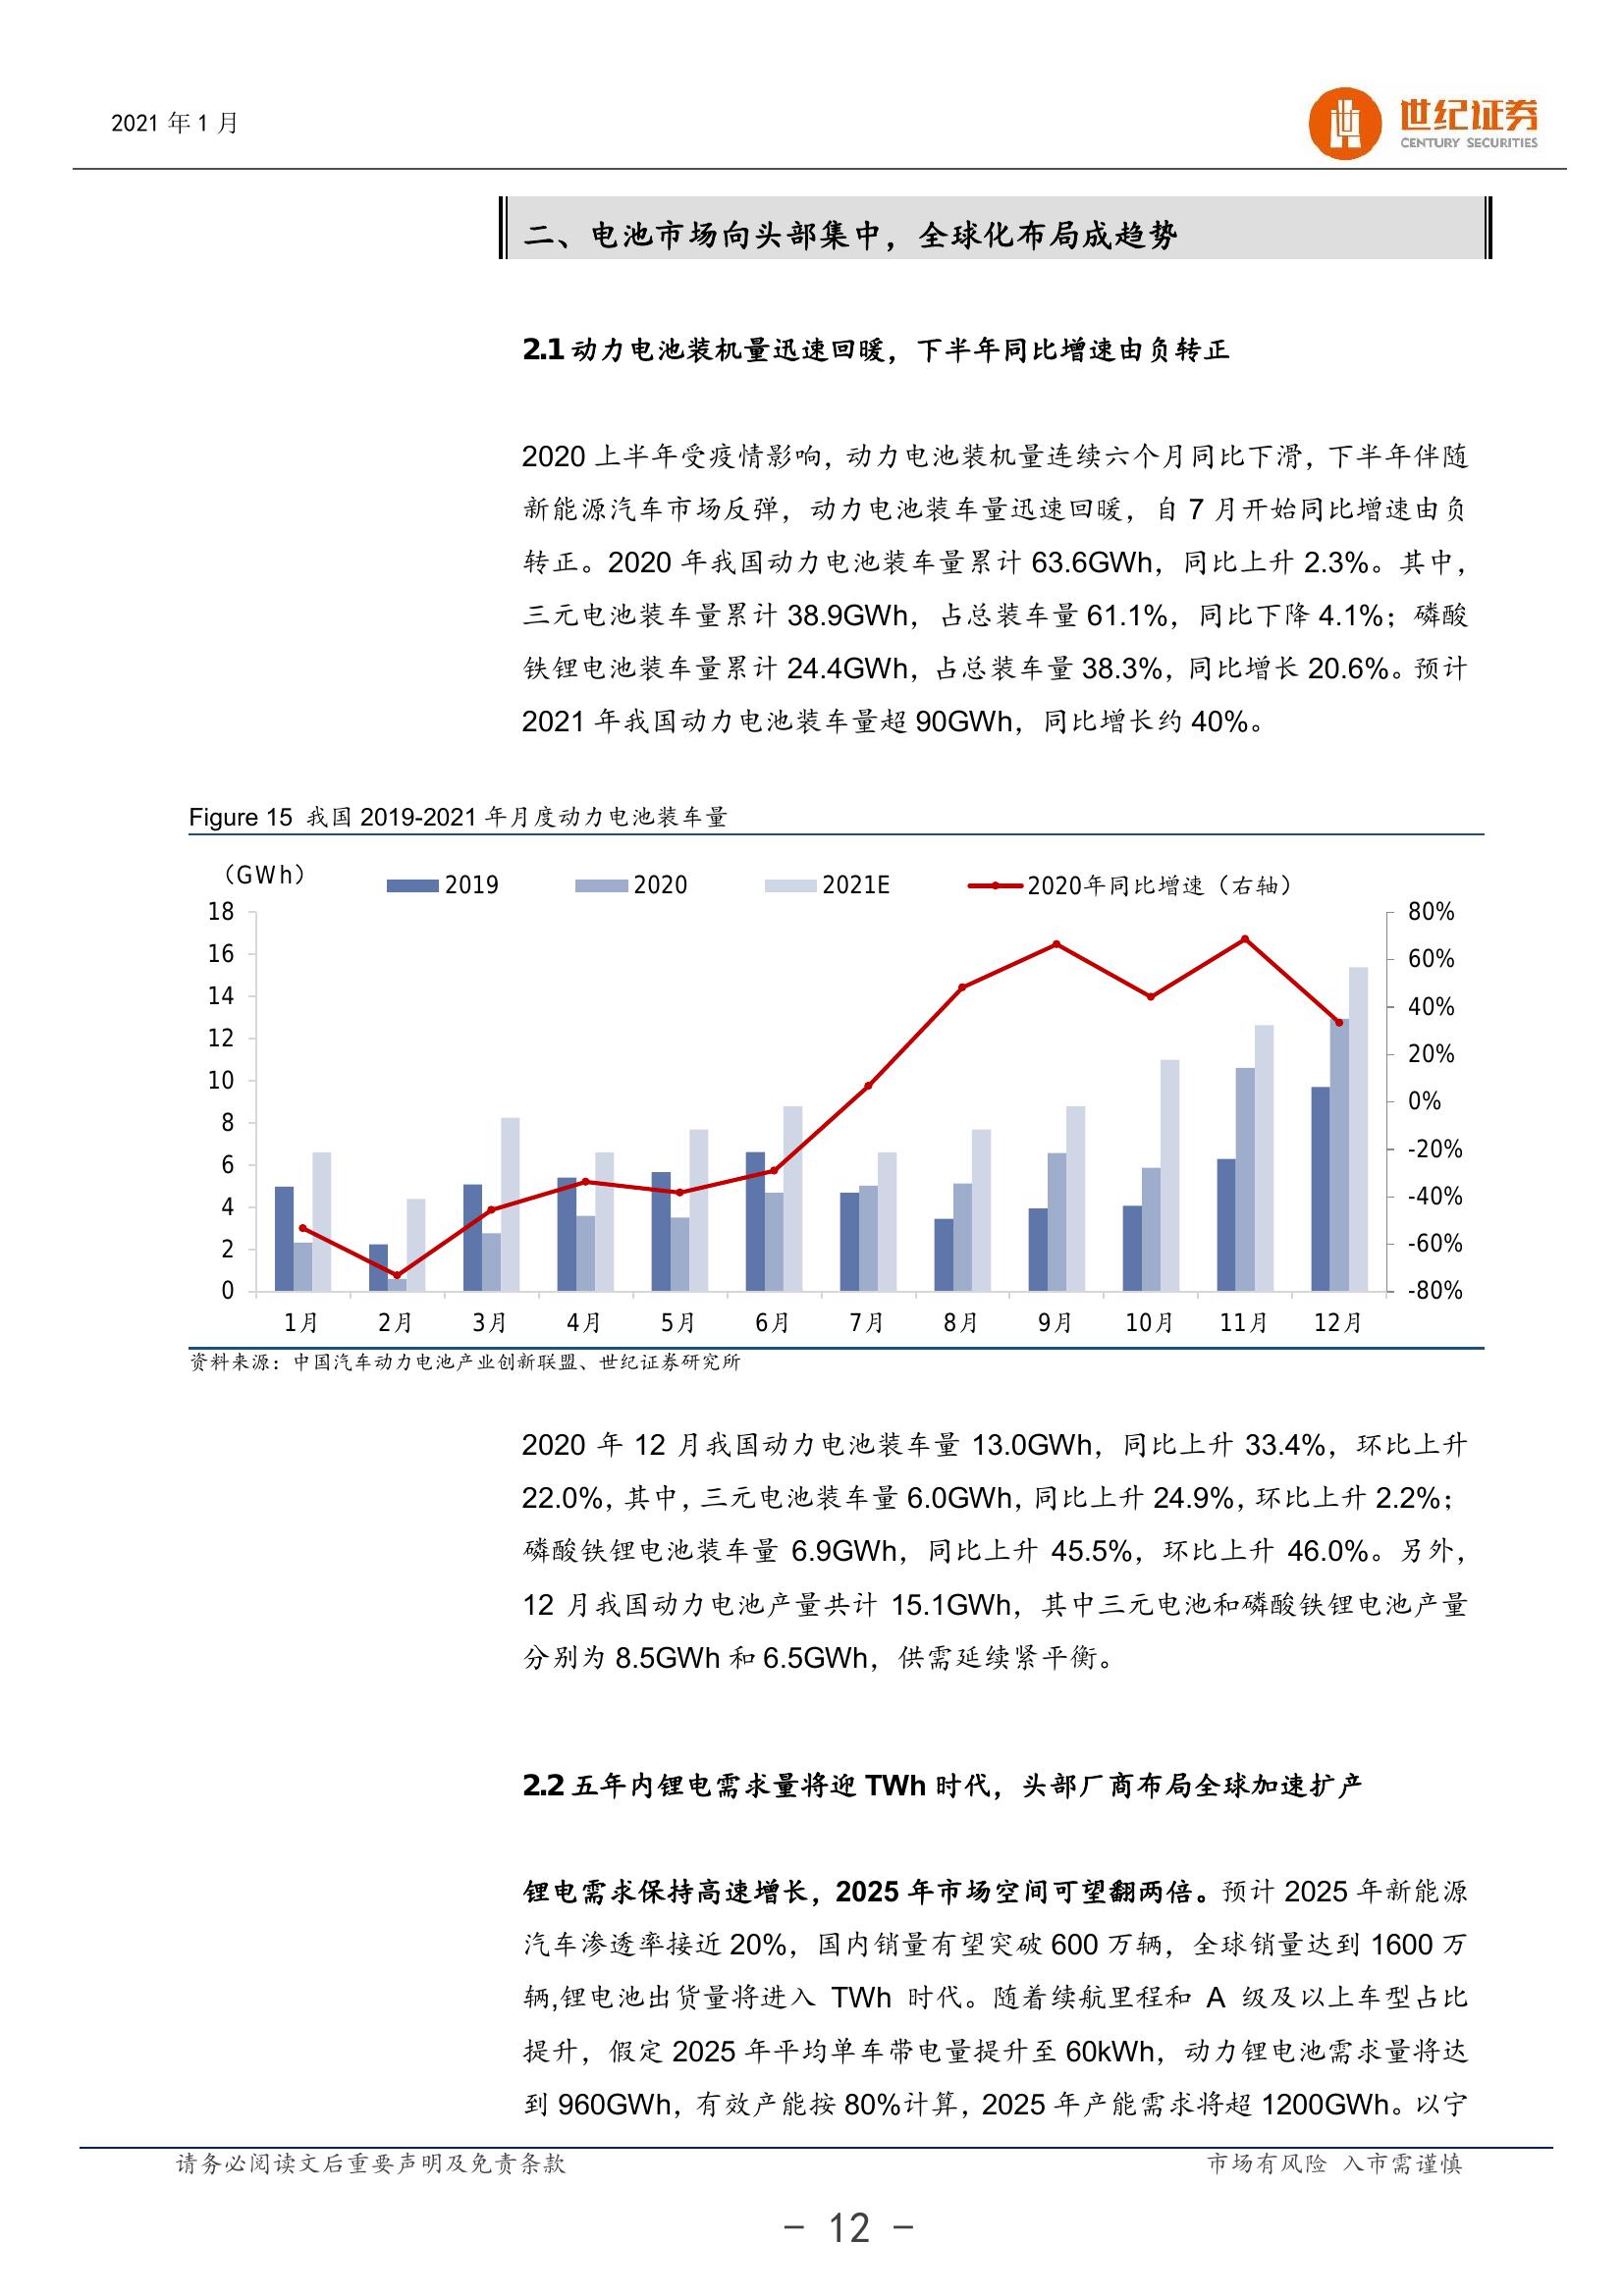 2021 年 1 月
世纪证券
CENTURY SECURITIES
二、电池市场向头部集中，全球化布局成趋势
2.1 动力电池装机量迅速回暖，下半年同比增速由负转正
2020 上半年受疫情影响，动力电池装机量连续六个月同比下滑，下半年伴随
新能源汽车市场反弹，动力电池装车量迅速回暖，自 7 月开始同比增速由负
转正。2020 年我国动力电池装车量累计 63.6GWh，同比上升 2.3%。其中，
三元电池装车量累计 38.9GWh，占总装车量 61.1%，同比下降 4.1%；磷酸
铁锂电池装车量累计 24.4GWh，占总装车量 38.3%，同比增长 20.6%。预计
2021 年我国动力电池装车量超 90GWh，同比增长约 40%。
Figure 15 我国 2019-2021 年月度动力电池装车量
（GWh）
2019 2020 2021E 2020年同比增速（右轴）
18 80%
16 60%
14 40%
12 20%
10 0%
8 -20%
6 -40%
4 -60%
2 -80%
0
1月 2月 3月 4月 5月 6月 7月 8月 9月 10月 11月 12月
资料来源：中国汽车动力电池产业创新联盟、世纪证券研究所
2020 年 12 月我国动力电池装车量 13.0GWh，同比上升 33.4%，环比上升
22.0%，其中，三元电池装车量 6.0GWh，同比上升 24.9%，环比上升 2.2%；
磷酸铁锂电池装车量 6.9GWh，同比上升 45.5%，环比上升 46.0%。另外，
12 月我国动力电池产量共计 15.1GWh，其中三元电池和磷酸铁锂电池产量
分别为 8.5GWh 和 6.5GWh，供需延续紧平衡。
2.2 五年内锂电需求量将迎 TWh 时代，头部厂商布局全球加速扩产
锂电需求保持高速增长，2025 年市场空间可望翻两倍。预计 2025 年新能源
汽车渗透率接近 20%，国内销量有望突破 600 万辆，全球销量达到 1600 万
辆,锂电池出货量将进入 TWh 时代。随着续航里程和 A 级及以上车型占比
提升，假定 2025 年平均单车带电量提升至 60kWh，动力锂电池需求量将达
到 960GWh，有效产能按 80%计算，2025 年产能需求将超 1200GWh。以宁
请务必阅读文后重要声明及免责条款 市场有风险 入市需谨慎
- 12 -